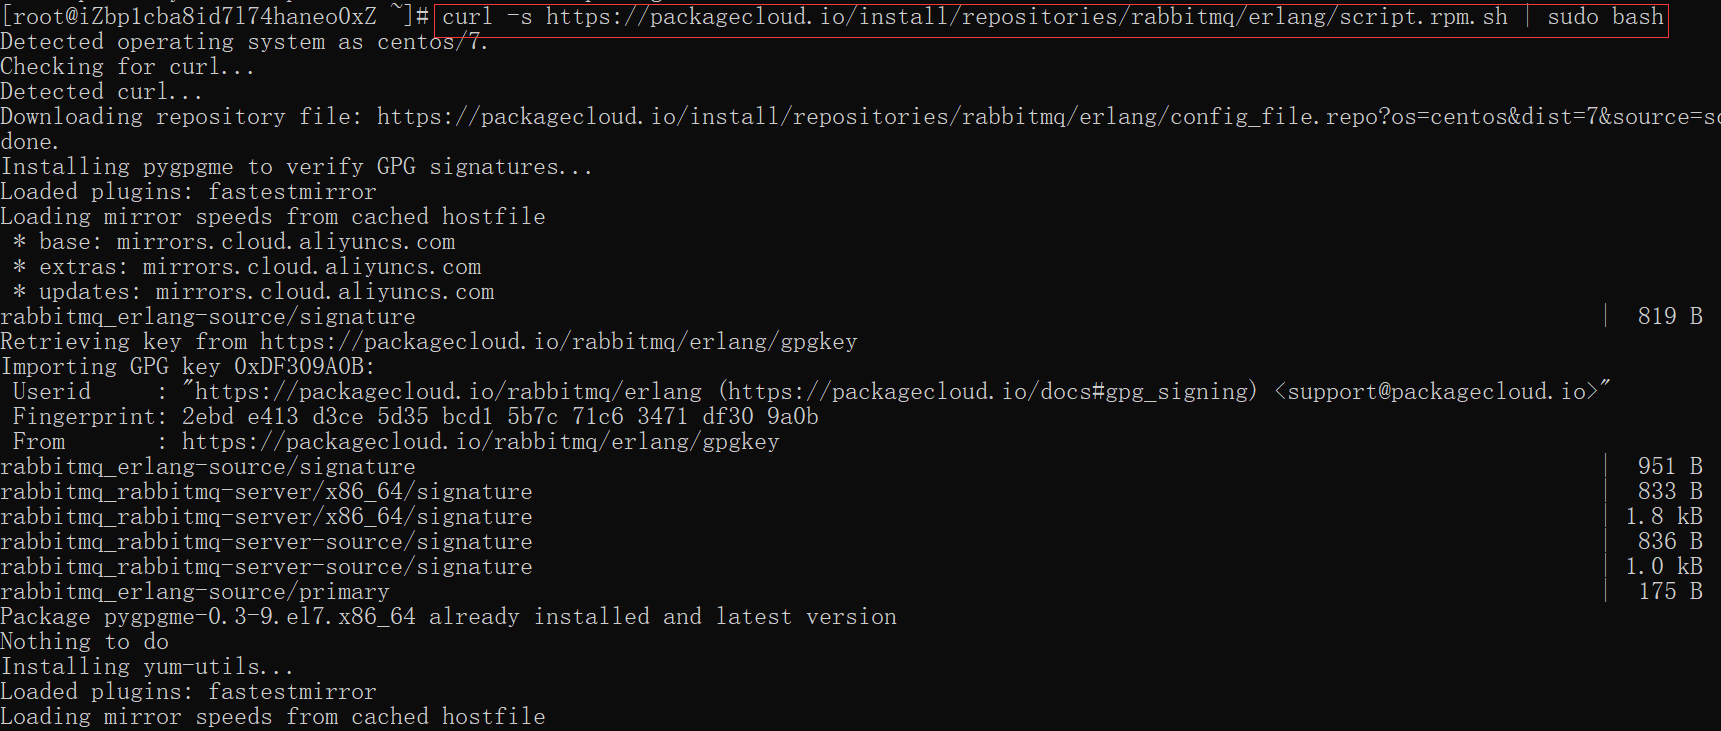 [root@iZbp1cba8id7l74haneo0xZ ~]# curl -s https://packagecloud.io/install/repositories/rabbitmq/erlang/script.rpm.sh | sudo bash
Detected operating system as centos/7.
Checking for curl...
Detected curl...
Downloading repository file: https://packagecloud.io/install/repositories/rabbitmq/erlang/config_file.repo?os=centos&dist=7&source=sc
done.
Installing pygpgme to verify GPG signatures...
Loaded plugins: fastestmirror
Loading mirror speeds from cached hostfile
 * base: mirrors.cloud.aliyuncs.com
 * extras: mirrors.cloud.aliyuncs.com
 * updates: mirrors.cloud.aliyuncs.com
rabbitmq_erlang-source/signature | 819 B
Retrieving key from https://packagecloud.io/rabbitmq/erlang/gpgkey
Importing GPG key 0xDF309A0B:
 Userid     : "https://packagecloud.io/rabbitmq/erlang (https://packagecloud.io/docs#gpg_signing) <support@packagecloud.io>"
 Fingerprint: 2ebd e413 d3ce 5d35 bcd1 5b7c 71c6 3471 df30 9a0b
 From       : https://packagecloud.io/rabbitmq/erlang/gpgkey
rabbitmq_erlang-source/signature | 951 B
rabbitmq_rabbitmq-server/x86_64/signature | 833 B
rabbitmq_rabbitmq-server/x86_64/signature | 1.8 kB
rabbitmq_rabbitmq-server-source/signature | 836 B
rabbitmq_rabbitmq-server-source/signature | 1.0 kB
rabbitmq_erlang-source/primary | 175 B
Package pygpgme-0.3-9.el7.x86_64 already installed and latest version
Nothing to do
Installing yum-utils...
Loaded plugins: fastestmirror
Loading mirror speeds from cached hostfile